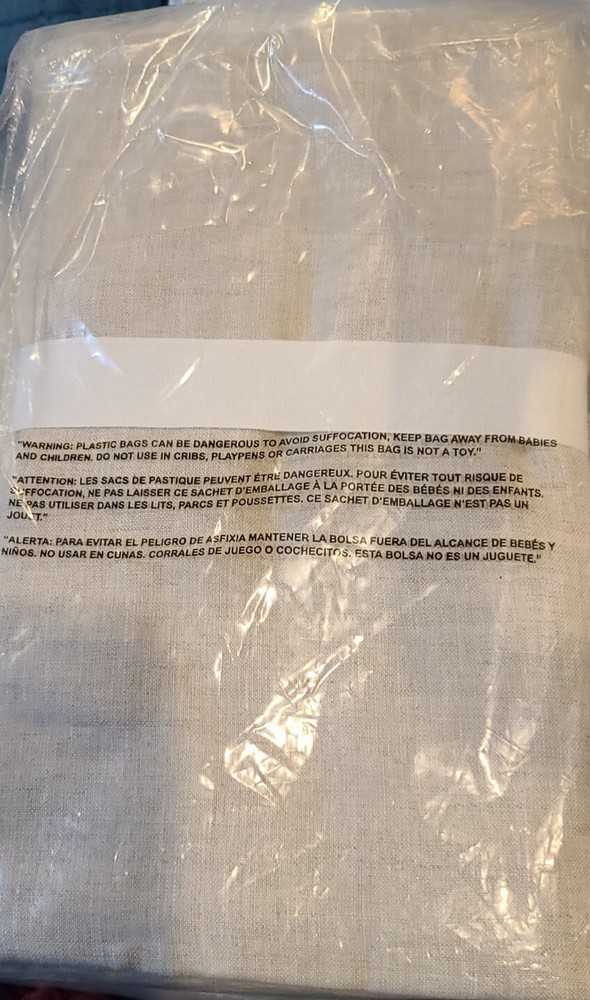 "WARNING: PLASTIC BAGS CAN BE DANGEROUS TO AVOID SUFFOCATION, KEEP BAG AWAY FROM BABIES
AND CHILDREN. DO NOT USE IN CRIBS, PLAYPENS OR CARRIAGES THIS BAG IS NOT A TOY."
"ATTENTION: LES SACS DE PASTIQUE PEUVENT ÉTRE DANGEREUX. POUR ÉVITER TOUT RISQUE DE
SUFFOCATION, NE PAS LAISSER CE SACHET D'EMBALLAGE À LA PORTÉE DES BÉBÉS NI DES ENFANTS.
NE PAS UTILISER DANS LES LITS, PARCS ET POUSSETTES. CE SACHET D'EMBALLAGE N'EST PAS UN
JOUET."
"ALERTA: PARA EVITAR EL PELIGRO DE ASFIXIA MANTENER LA BOLSA FUERA DEL ALCANCE DE BEBÉS Y
NIÑOS. NO USAR EN CUNAS. CORRALES DE JUEGO O COCHECITOS. ESTA BOLSA NO ES UN JUGUETE."